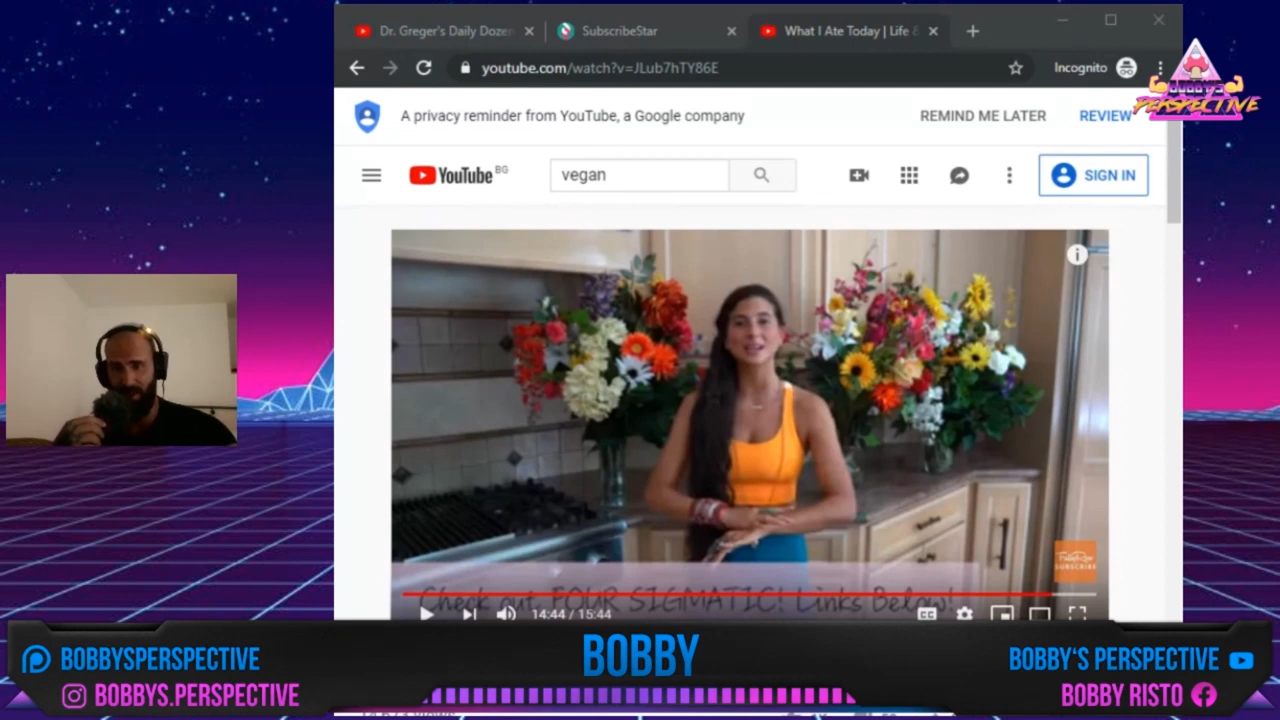 Dr. Greger's Daily Dozen
SubscribeStar
What I Ate Today | Life &
youtube.com/watch?v=JLub7hTY86E
Incognito
BOBBY'S
PERSPECTIVE
A privacy reminder from YouTube, a Google company
REMIND ME LATER
REVIEW
YouTube BG
vegan
SIGN IN
SUBSCRIBE
Check out FOUR SIGMATIC! Links Below!
14:44 / 15:44
BOBBYSPERSPECTIVE
BOBBY
BOBBY'S PERSPECTIVE
BOBBYS.PERSPECTIVE
BOBBY RISTO